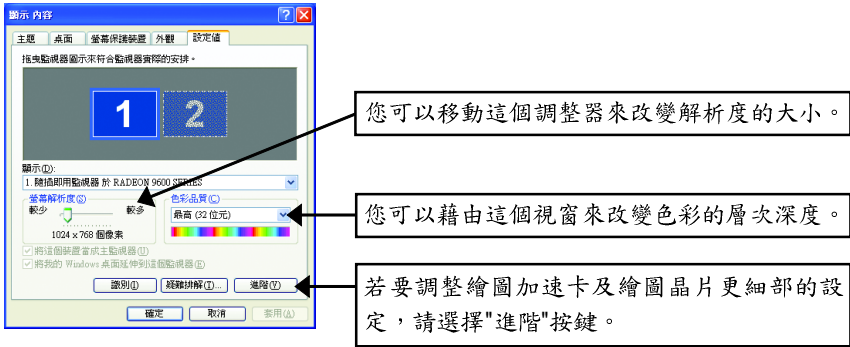 顯示 內容
主題 桌面 螢幕保護裝置 外觀 設定值
拖曳監視器圖示來符合監視器實際的安排。
1 2
您可以移動這個調整器來改變解析度的大小。
顯示(D):
1. 隨插即用監視器 於 RADEON 9600 SERIES
螢幕解析度(S) 色彩品質(C)
較少 較多 最高 (32 位元)
您可以藉由這個視窗來改變色彩的層次深度。
1024 x 768 個像素
將這個裝置當成主監視器(U)
將我的 Windows 桌面延伸到這個監視器(E)
識別(I) 疑難排解(T)... 進階(V)
若要調整繪圖加速卡及繪圖晶片更細部的設
定，請選擇"進階"按鍵。
確定 取消 套用(A)